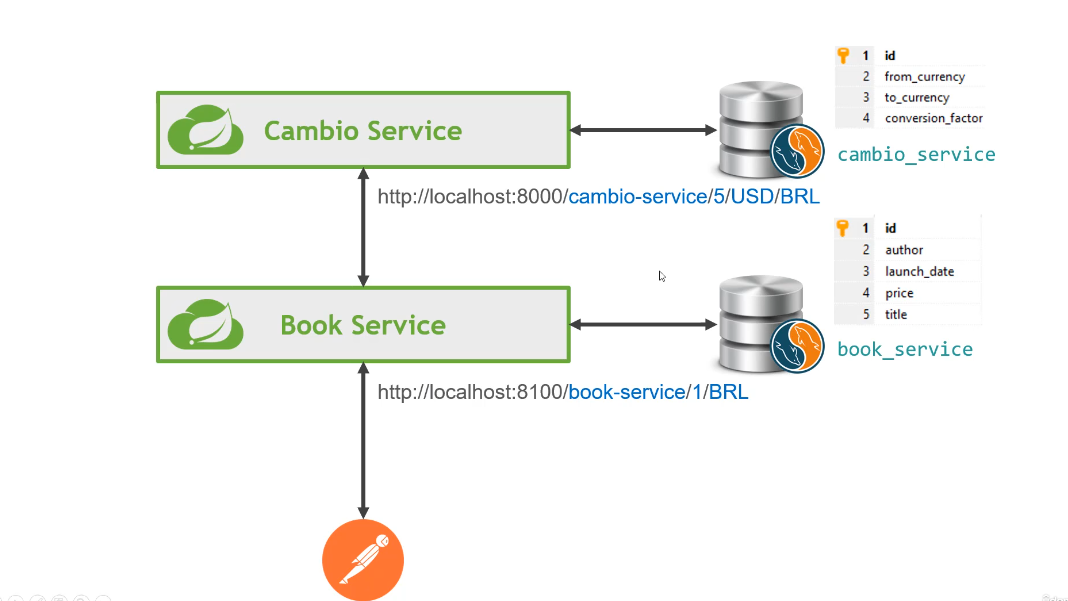 1 id
2 from_currency
3 to_currency
4 conversion_factor
Cambio Service
cambio_service
http://localhost:8000/cambio-service/5/USD/BRL
1 id
2 author
3 launch_date
4 price
5 title
Book Service
book_service
http://localhost:8100/book-service/1/BRL